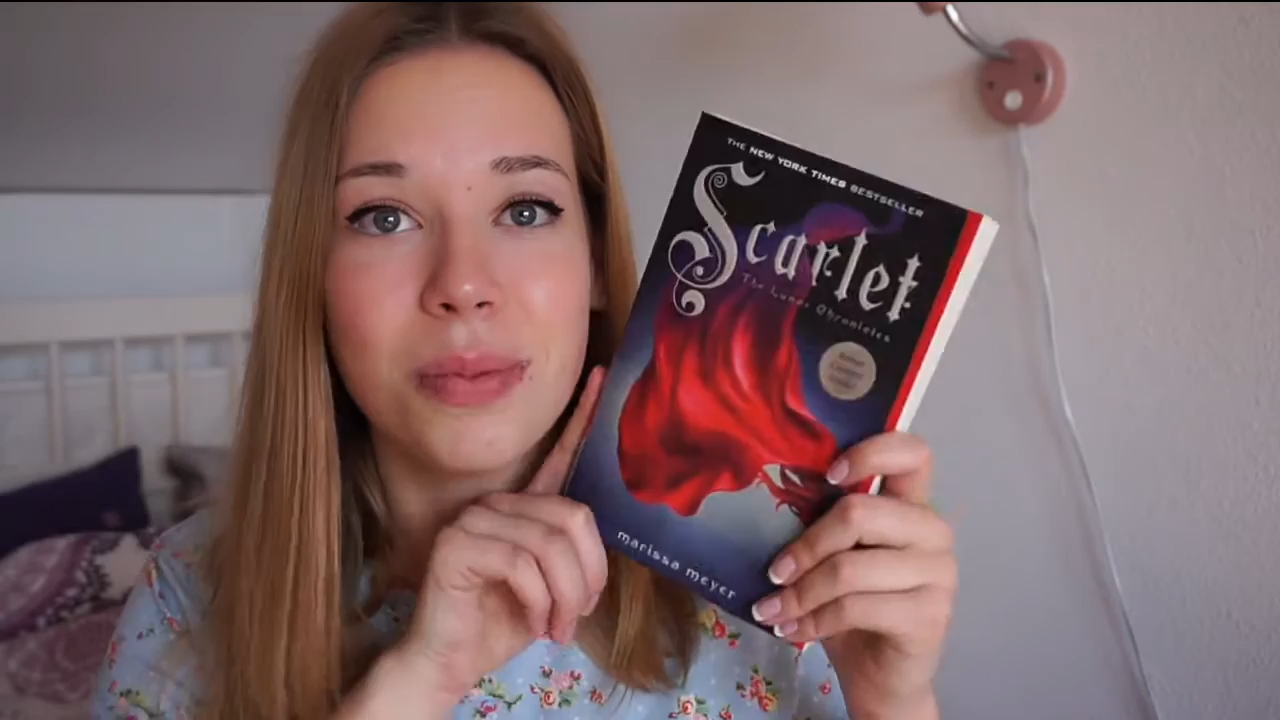 THE NEW YORK TIMES BESTSELLER
Scarlet
The Lunar Chronicles
marissa meyer